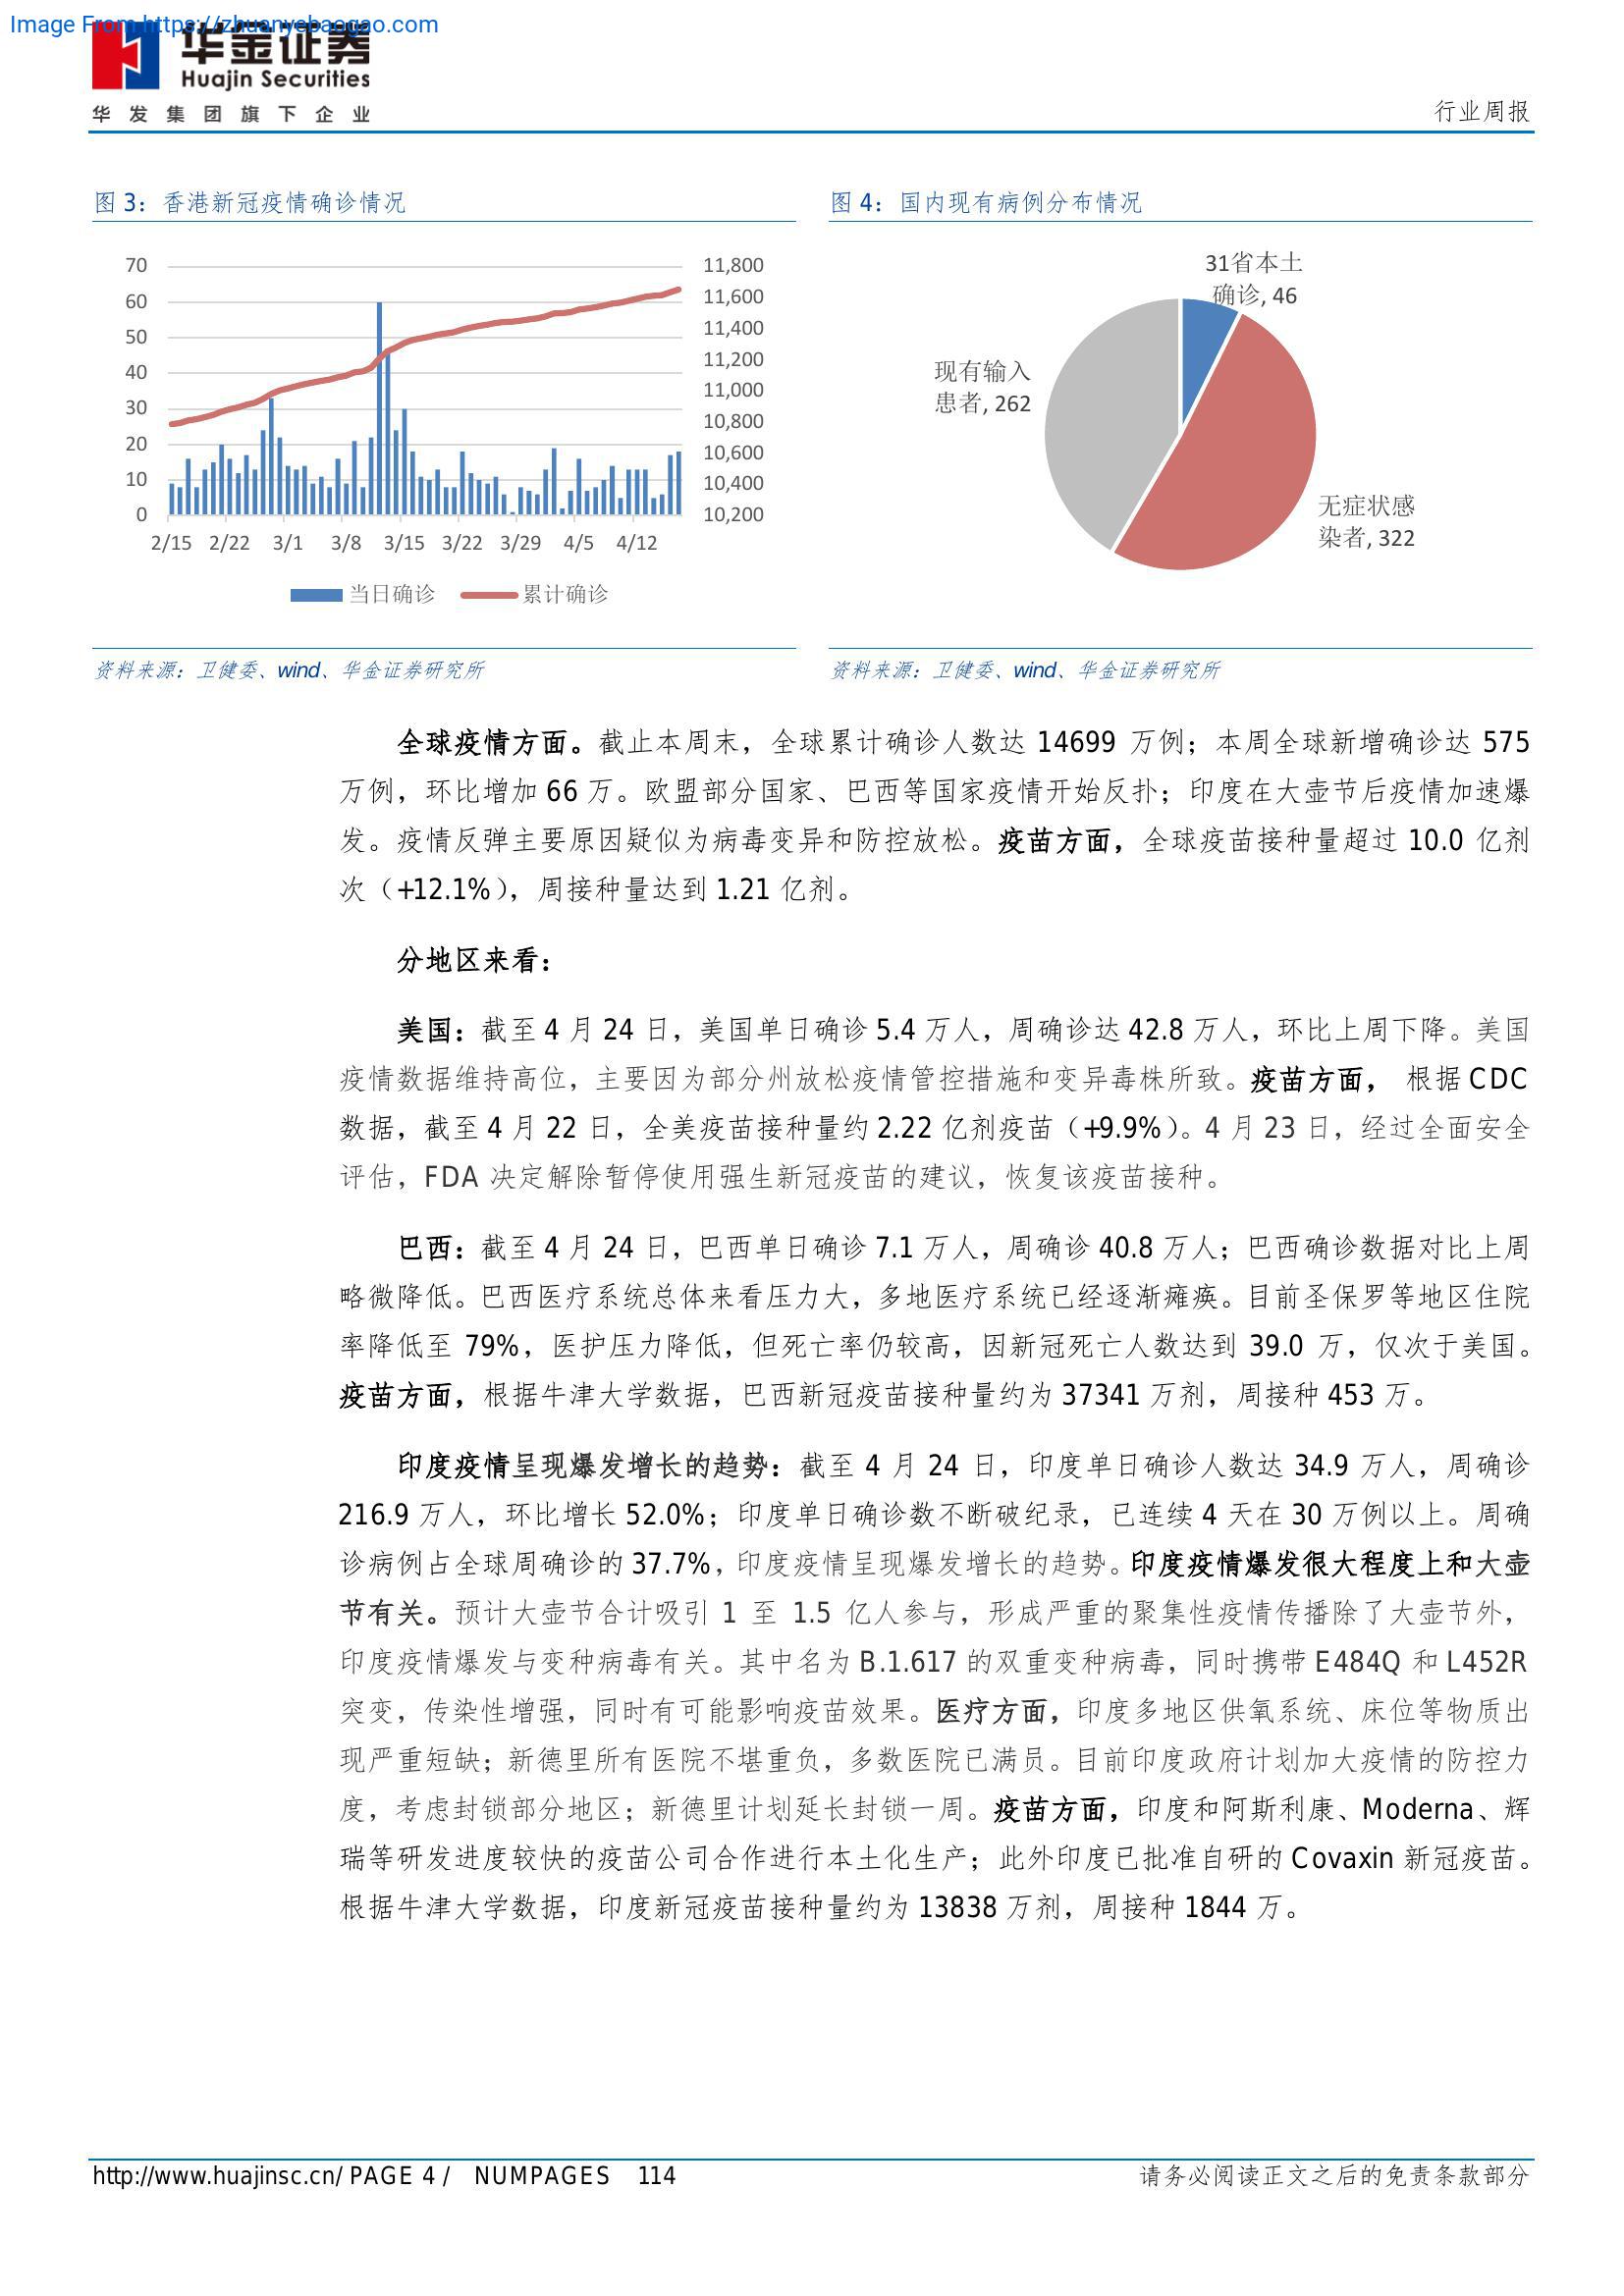 Image From https://zhuanyebaogao.com
华金证券
Huajin Securities
华发集团旗下企业
行业周报
图 3：香港新冠疫情确诊情况
70
60
50
40
30
20
10
0
11,800
11,600
11,400
11,200
11,000
10,800
10,600
10,400
10,200
2/15 2/22 3/1 3/8 3/15 3/22 3/29 4/5 4/12
当日确诊 累计确诊
资料来源：卫健委、wind、华金证券研究所
图 4：国内现有病例分布情况
31省本土
确诊, 46
现有输入
患者, 262
无症状感
染者, 322
资料来源：卫健委、wind、华金证券研究所
全球疫情方面。截止本周末，全球累计确诊人数达 14699 万例；本周全球新增确诊达 575
万例，环比增加 66 万。欧盟部分国家、巴西等国家疫情开始反扑；印度在大壶节后疫情加速爆
发。疫情反弹主要原因疑似为病毒变异和防控放松。疫苗方面，全球疫苗接种量超过 10.0 亿剂
次（+12.1%），周接种量达到 1.21 亿剂。
分地区来看：
美国：截至 4 月 24 日，美国单日确诊 5.4 万人，周确诊达 42.8 万人，环比上周下降。美国
疫情数据维持高位，主要因为部分州放松疫情管控措施和变异毒株所致。疫苗方面， 根据 CDC
数据，截至 4 月 22 日，全美疫苗接种量约 2.22 亿剂疫苗（+9.9%）。4 月 23 日，经过全面安全
评估，FDA 决定解除暂停使用强生新冠疫苗的建议，恢复该疫苗接种。
巴西：截至 4 月 24 日，巴西单日确诊 7.1 万人，周确诊 40.8 万人；巴西确诊数据对比上周
略微降低。巴西医疗系统总体来看压力大，多地医疗系统已经逐渐瘫痪。目前圣保罗等地区住院
率降低至 79%，医护压力降低，但死亡率仍较高，因新冠死亡人数达到 39.0 万，仅次于美国。
疫苗方面，根据牛津大学数据，巴西新冠疫苗接种量约为 37341 万剂，周接种 453 万。
印度疫情呈现爆发增长的趋势：截至 4 月 24 日，印度单日确诊人数达 34.9 万人，周确诊
216.9 万人，环比增长 52.0%；印度单日确诊数不断破纪录，已连续 4 天在 30 万例以上。周确
诊病例占全球周确诊的 37.7%，印度疫情呈现爆发增长的趋势。印度疫情爆发很大程度上和大壶
节有关。预计大壶节合计吸引 1 至 1.5 亿人参与，形成严重的聚集性疫情传播除了大壶节外，
印度疫情爆发与变种病毒有关。其中名为 B.1.617 的双重变种病毒，同时携带 E484Q 和 L452R
突变，传染性增强，同时有可能影响疫苗效果。医疗方面，印度多地区供氧系统、床位等物质出
现严重短缺；新德里所有医院不堪重负，多数医院已满员。目前印度政府计划加大疫情的防控力
度，考虑封锁部分地区；新德里计划延长封锁一周。疫苗方面，印度和阿斯利康、Moderna、辉
瑞等研发进度较快的疫苗公司合作进行本土化生产；此外印度已批准自研的 Covaxin 新冠疫苗。
根据牛津大学数据，印度新冠疫苗接种量约为 13838 万剂，周接种 1844 万。
http://www.huajinsc.cn/ PAGE 4 / NUMPAGES 114
请务必阅读正文之后的免责条款部分